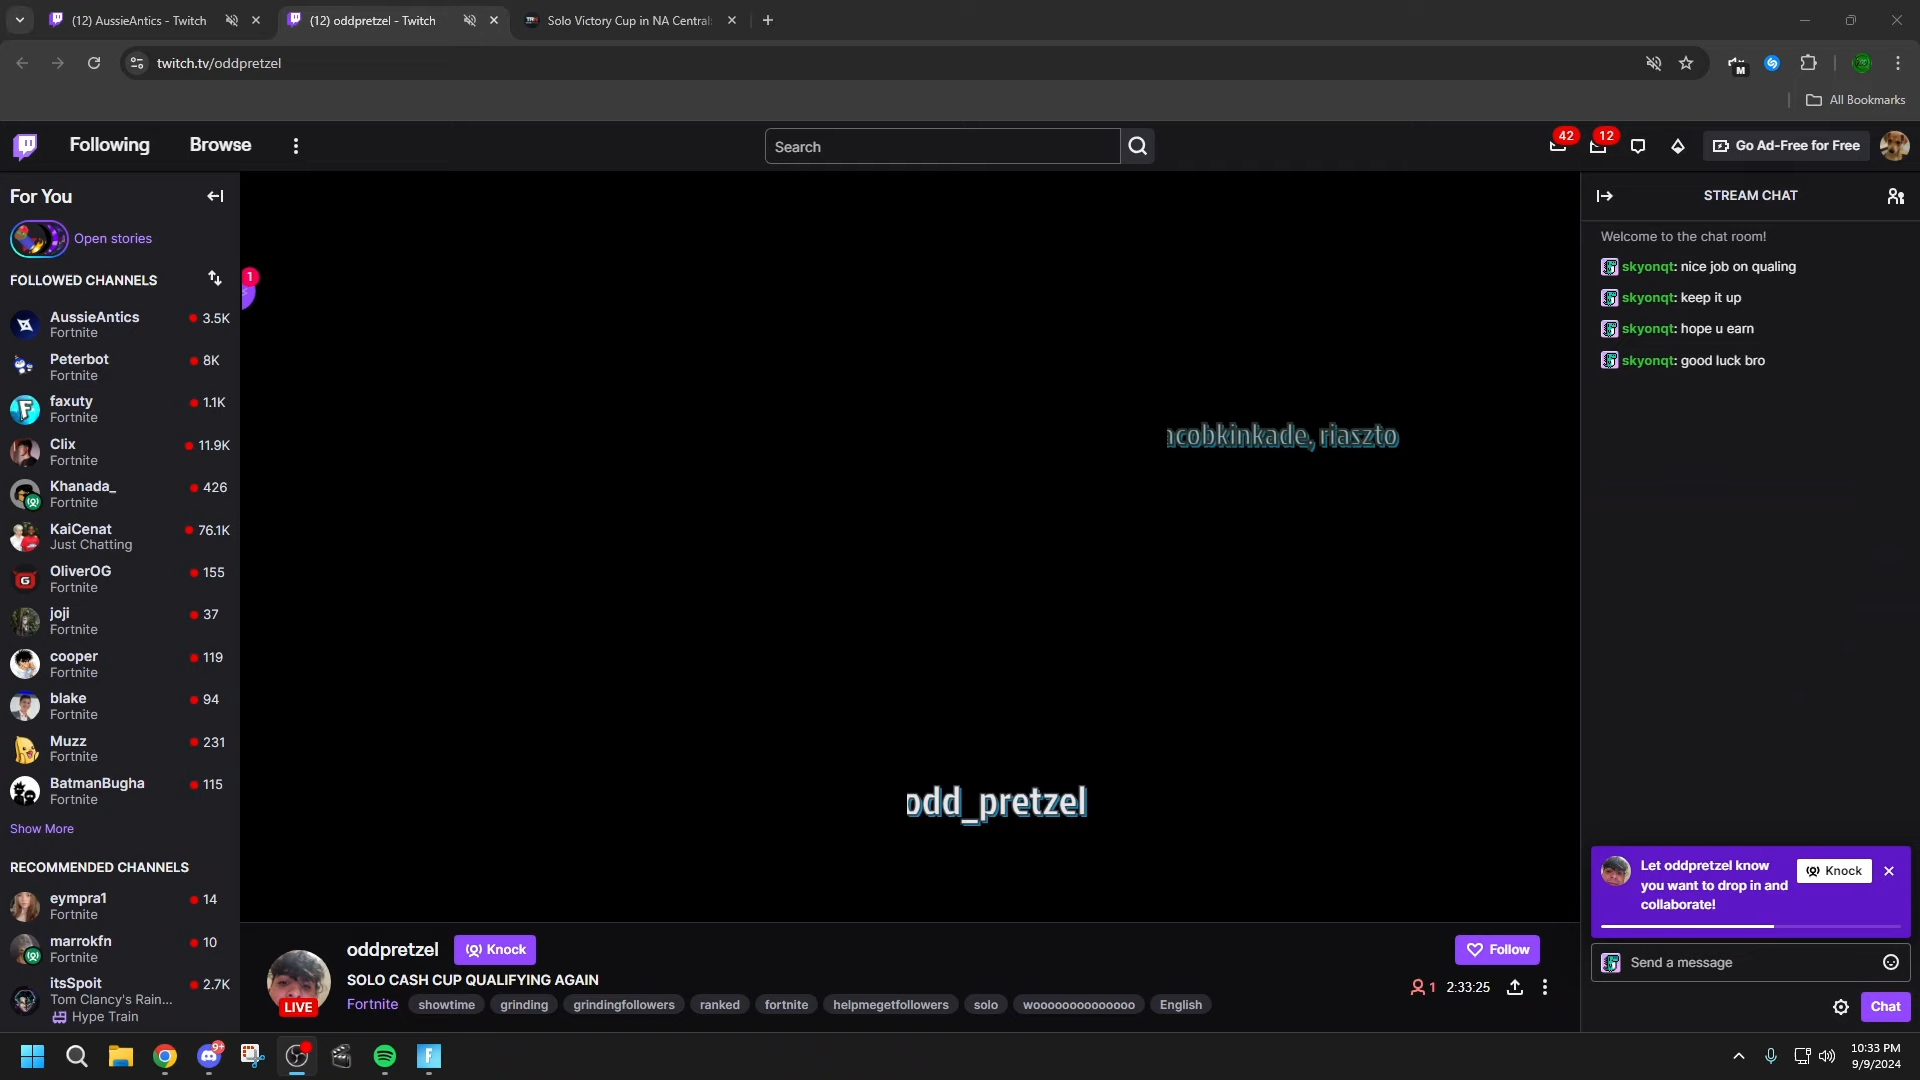 (12) AussieAntics - Twitch
(12) oddpretzel - Twitch
Solo Victory Cup in NA Central
twitch.tv/oddpretzel
M
All Bookmarks
Following
Browse
Search
42
12
Go Ad-Free for Free
For You
Open stories
FOLLOWED CHANNELS
1
AussieAntics
3.5K
Fortnite
Peterbot
8K
Fortnite
faxuty
1.1K
Fortnite
Clix
11.9K
Fortnite
Khanada_
426
Fortnite
KaiCenat
76.1K
Just Chatting
OliverOG
155
Fortnite
joji
37
Fortnite
cooper
119
Fortnite
blake
94
Fortnite
Muzz
231
Fortnite
BatmanBugha
115
Fortnite
Show More
RECOMMENDED CHANNELS
eympra1
14
Fortnite
marrokfn
10
Fortnite
itsSpoit
2.7K
Tom Clancy's Rain...
Hype Train
acobkinkade, riaszto
odd_pretzel
oddpretzel
Knock
Follow
SOLO CASH CUP QUALIFYING AGAIN
1
2:33:25
LIVE
Fortnite
showtime
grinding
grindingfollowers
ranked
fortnite
helpmegetfollowers
solo
woooooooooooooo
English
STREAM CHAT
Welcome to the chat room!
skyonqt: nice job on qualing
skyonqt: keep it up
skyonqt: hope u earn
skyonqt: good luck bro
Let oddpretzel know
you want to drop in and
collaborate!
Knock
Send a message
Chat
9+
10:33 PM
9/9/2024